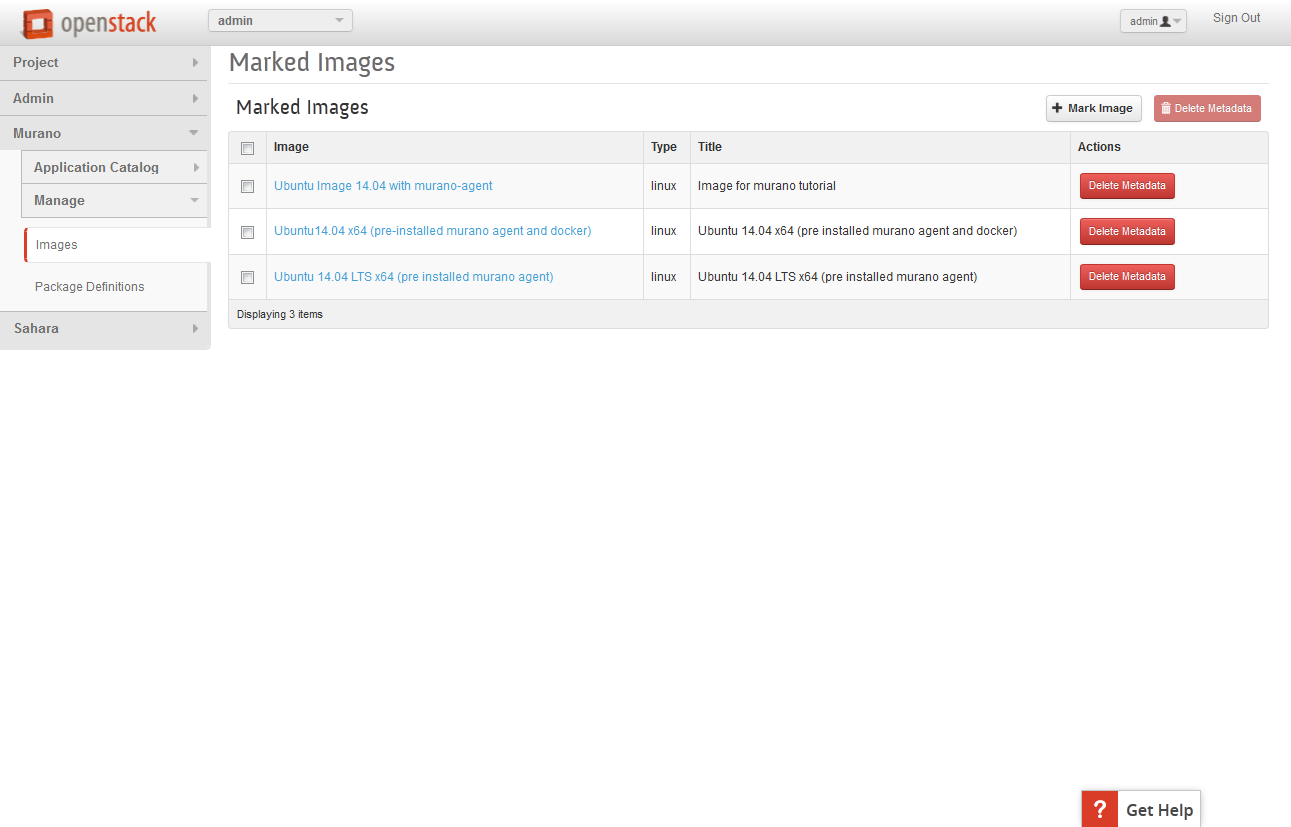 openstack admin admin Sign Out
Project
Admin
Murano
Application Catalog
Manage
Images
Package Definitions
Sahara
Marked Images
Marked Images Mark Image Delete Metadata
Image Type Title Actions
Ubuntu Image 14.04 with murano-agent linux Image for murano tutorial Delete Metadata
Ubuntu14.04 x64 (pre-installed murano agent and docker) linux Ubuntu 14.04 x64 (pre installed murano agent and docker) Delete Metadata
Ubuntu 14.04 LTS x64 (pre installed murano agent) linux Ubuntu 14.04 LTS x64 (pre installed murano agent) Delete Metadata
Displaying 3 items
? Get Help